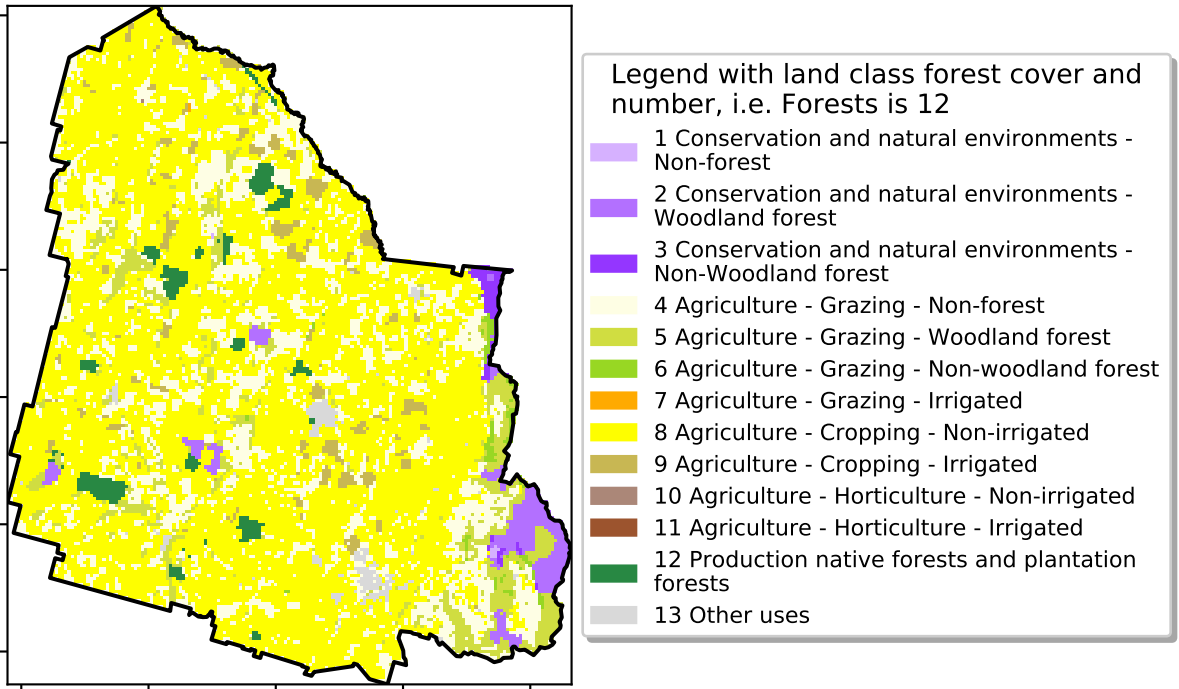 Legend with land class forest cover and
number, i.e. Forests is 12
1 Conservation and natural environments -
Non-forest
2 Conservation and natural environments -
Woodland forest
3 Conservation and natural environments -
Non-Woodland forest
4 Agriculture - Grazing - Non-forest
5 Agriculture - Grazing - Woodland forest
6 Agriculture - Grazing - Non-woodland forest
7 Agriculture - Grazing - Irrigated
8 Agriculture - Cropping - Non-irrigated
9 Agriculture - Cropping - Irrigated
10 Agriculture - Horticulture - Non-irrigated
11 Agriculture - Horticulture - Irrigated
12 Production native forests and plantation
forests
13 Other uses